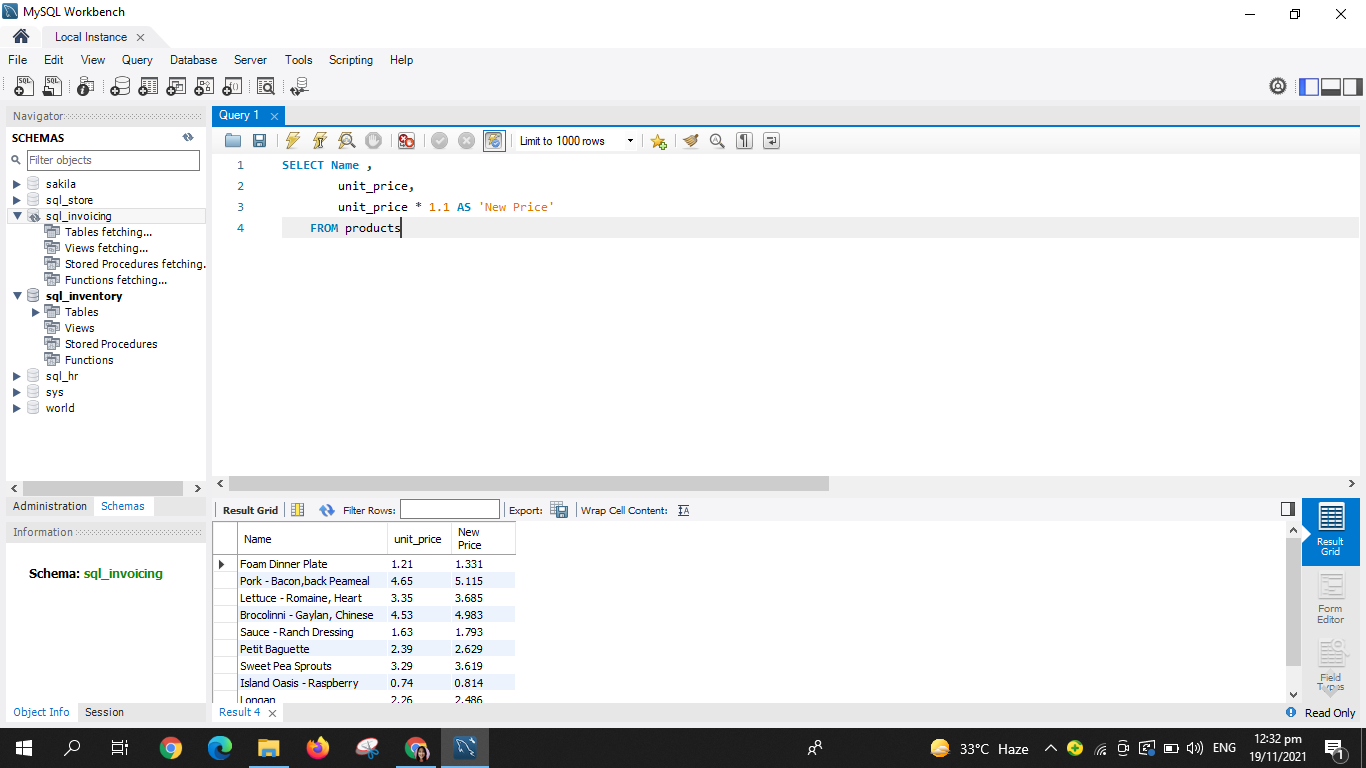 MySQL Workbench
Local Instance
File Edit View Query Database Server Tools Scripting Help
Navigator
SCHEMAS
Filter objects
sakila
sql_store
sql_invoicing
Tables fetching...
Views fetching...
Stored Procedures fetching.
Functions fetching...
sql_inventory
Tables
Views
Stored Procedures
Functions
sql_hr
sys
world
Administration Schemas
Information
Schema: sql_invoicing
Object Info Session
Query 1
Limit to 1000 rows
1 SELECT Name ,
2 unit_price,
3 unit_price * 1.1 AS 'New Price'
4 FROM products
Result Grid Filter Rows: Export: Wrap Cell Content:
Name unit_price New Price
Foam Dinner Plate 1.21 1.331
Pork - Bacon,back Peameal 4.65 5.115
Lettuce - Romaine, Heart 3.35 3.685
Brocolinni - Gaylan, Chinese 4.53 4.983
Sauce - Ranch Dressing 1.63 1.793
Petit Baguette 2.39 2.629
Sweet Pea Sprouts 3.29 3.619
Island Oasis - Raspberry 0.74 0.814
Longan 2.26 2.486
Result 4
Result Grid
Form Editor
Field Types
Read Only
33°C Haze
ENG
12:32 pm
19/11/2021
1